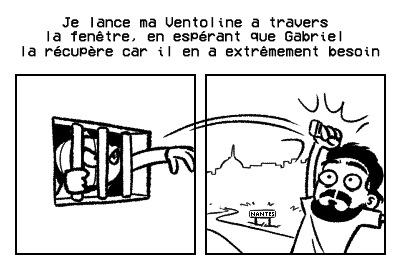 Je lance ma Ventoline a travers
la fenêtre, en espérant que Gabriel
la récupère car il en a extrêmement besoin
NANTES